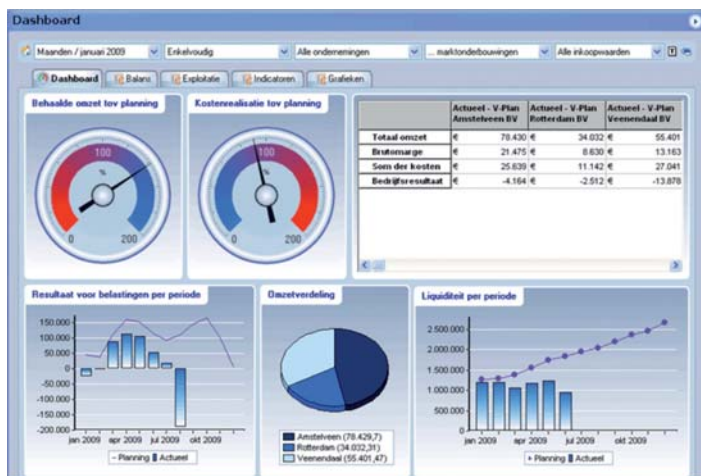 Dashboard
Maanden / januari 2009 Enkelvoudig Alle ondernemingen ... marktonderbouwingen Alle inkoopwaarden
Dashboard Balans Exploitatie Indicatoren Grafieken
Behaalde omzet tov planning
100
%
0 200
Kostenrealisatie tov planning
100
%
0 200
Actueel - V-Plan Actueel - V-Plan Actueel - V-Plan
Amstelveen BV Rotterdam BV Veenendaal BV
Totaal omzet € 78.430 € 34.032 € 55.401
Brutomarge € 21.475 € 8.630 € 13.163
Som der kosten € 25.639 € 11.142 € 27.041
Bedrijfsresultaat € -4.164 € -2.512 € -13.878
Resultaat voor belastingen per periode
150.000
100.000
50.000
0
-50.000
-100.000
-150.000
-200.000
jan 2009 apr 2009 jul 2009 okt 2009
Planning Actueel
Omzetverdeling
Amstelveen (78.429,7)
Rotterdam (34.032,31)
Veenendaal (55.401,47)
Liquiditeit per periode
2.500.000
2.000.000
1.500.000
1.000.000
500.000
0
jan 2009 apr 2009 jul 2009 okt 2009
Planning Actueel